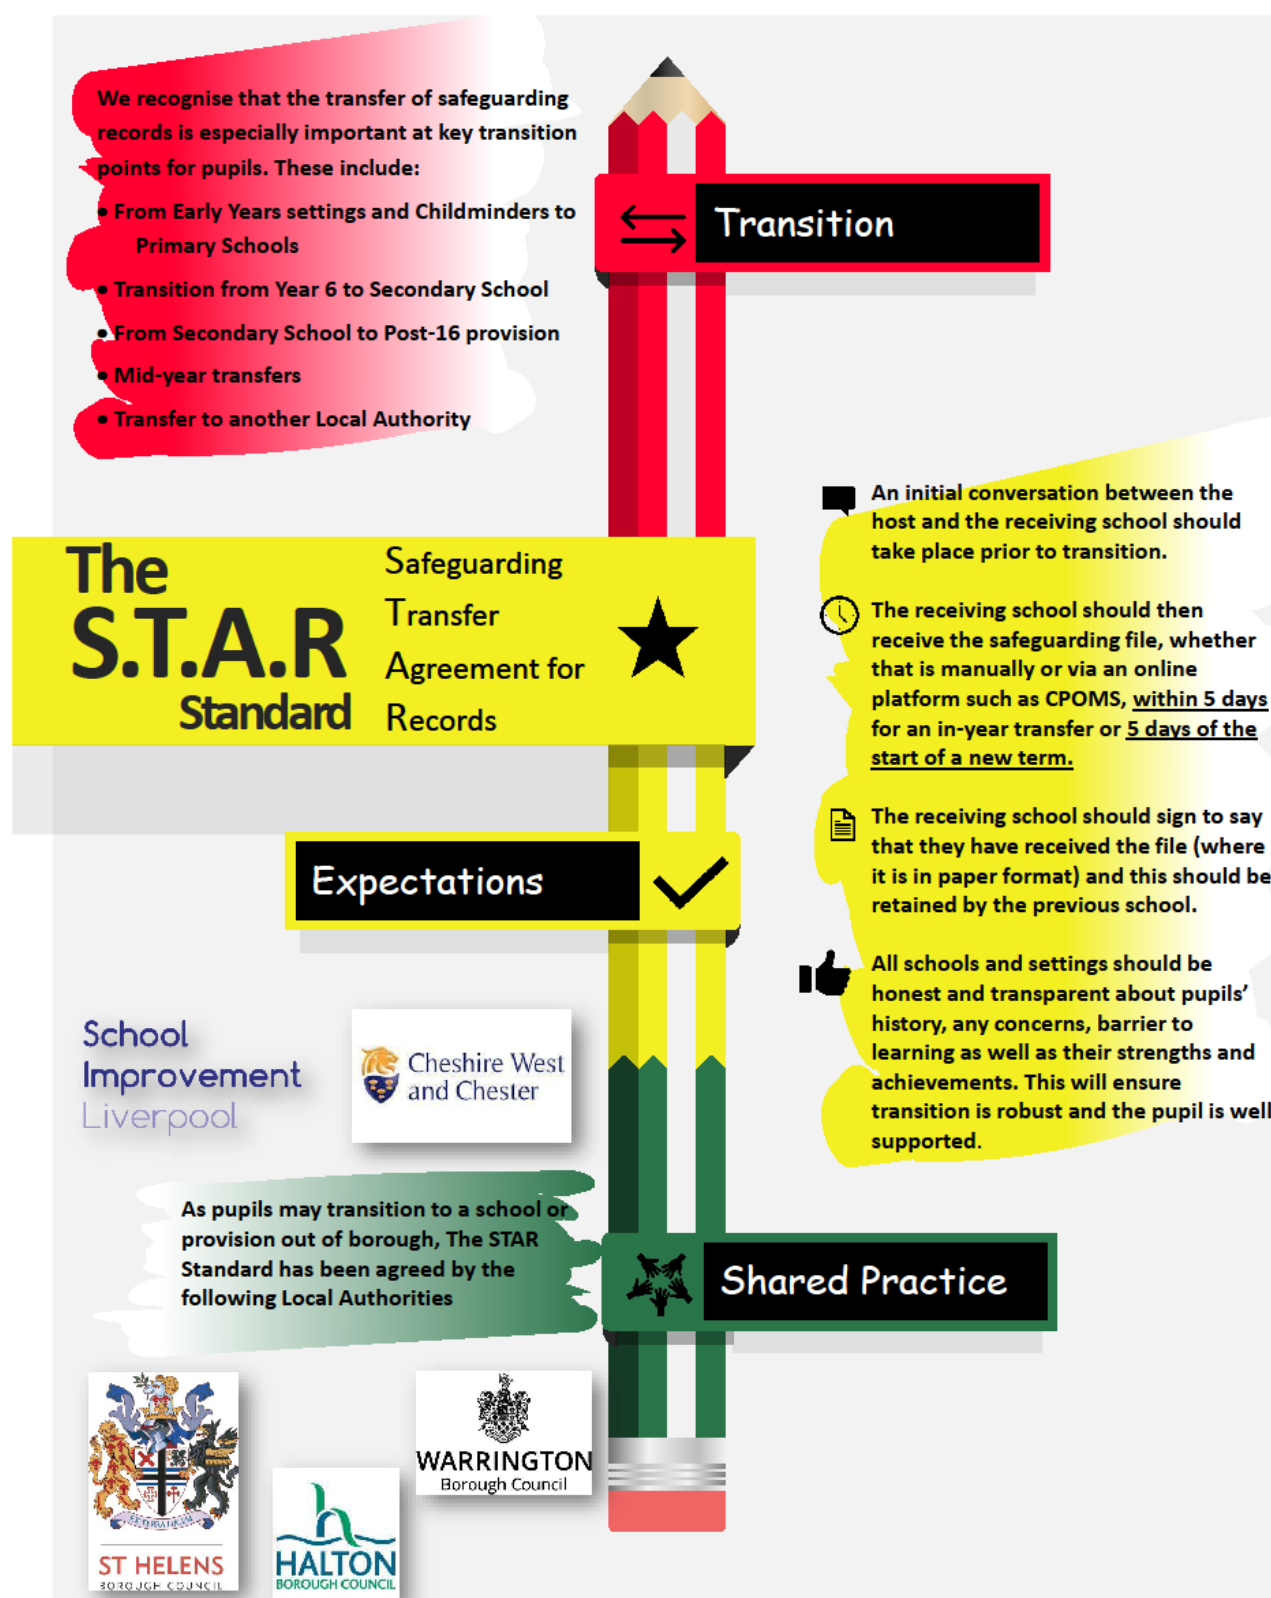 We recognise that the transfer of safeguarding
records is especially important at key transition
points for pupils. These include:
• From Early Years settings and Childminders to
Primary Schools
• Transition from Year 6 to Secondary School
• From Secondary School to Post-16 provision
• Mid-year transfers
• Transfer to another Local Authority
Transition
The
S.T.A.R
Standard
Safeguarding
Transfer
Agreement for
Records
An initial conversation between the
host and the receiving school should
take place prior to transition.
The receiving school should then
receive the safeguarding file, whether
that is manually or via an online
platform such as CPOMS, within 5 days
for an in-year transfer or 5 days of the
start of a new term.
The receiving school should sign to say
that they have received the file (where
it is in paper format) and this should be
retained by the previous school.
All schools and settings should be
honest and transparent about pupils’
history, any concerns, barrier to
learning as well as their strengths and
achievements. This will ensure
transition is robust and the pupil is well
supported.
Expectations
School
Improvement
Liverpool
Cheshire West
and Chester
As pupils may transition to a school or
provision out of borough, The STAR
Standard has been agreed by the
following Local Authorities
Shared Practice
ST HELENS
BOROUGH COUNCIL
HALTON
BOROUGH COUNCIL
WARRINGTON
Borough Council